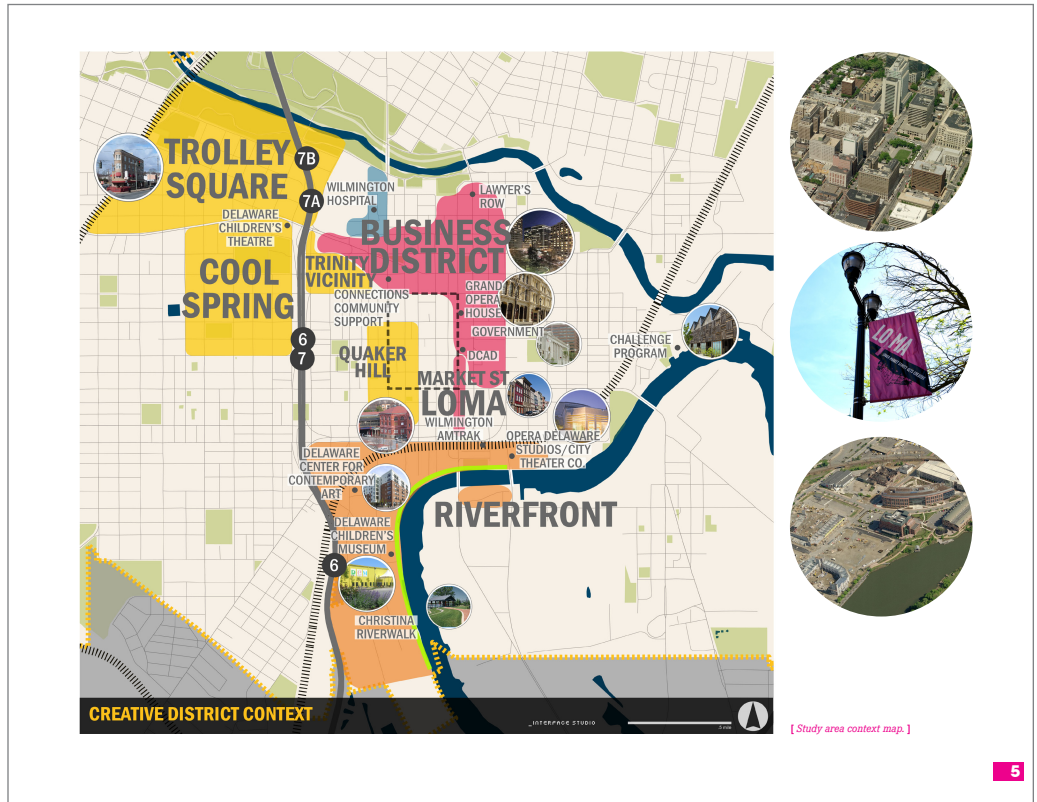 TROLLEY
SQUARE
7B
7A
WILMINGTON
HOSPITAL
LAWYER'S
ROW
DELAWARE
CHILDREN'S
THEATRE
BUSINESS
DISTRICT
TRINITY
VICINITY
COOL
SPRING
CONNECTIONS
COMMUNITY
SUPPORT
GRAND
OPERA
HOUSE
GOVERNMENT
CHALLENGE
PROGRAM
6
7
QUAKER
HILL
DCAD
MARKET ST
LOMA
WILMINGTON
AMTRAK
OPERA DELAWARE
STUDIOS/CITY
THEATER CO.
DELAWARE
CENTER FOR
CONTEMPORARY
ART
RIVERFRONT
DELAWARE
CHILDREN'S
MUSEUM
6
CHRISTINA
RIVERWALK
CREATIVE DISTRICT CONTEXT
_INTERFACE STUDIO
.5 mile
LOMA
[ Study area context map. ]
5